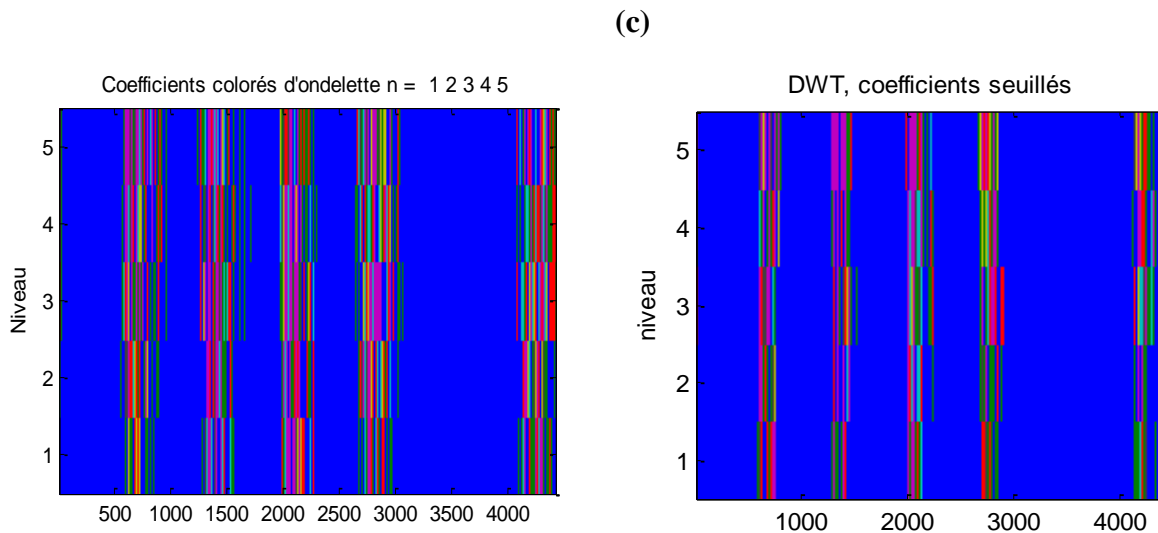 (c)
Coefficients colorés d'ondelette n = 1 2 3 4 5
Niveau
5
4
3
2
1
500 1000 1500 2000 2500 3000 3500 4000
DWT, coefficients seuillés
niveau
5
4
3
2
1
1000 2000 3000 4000